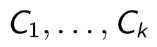 C₁, . . . , Cₖ